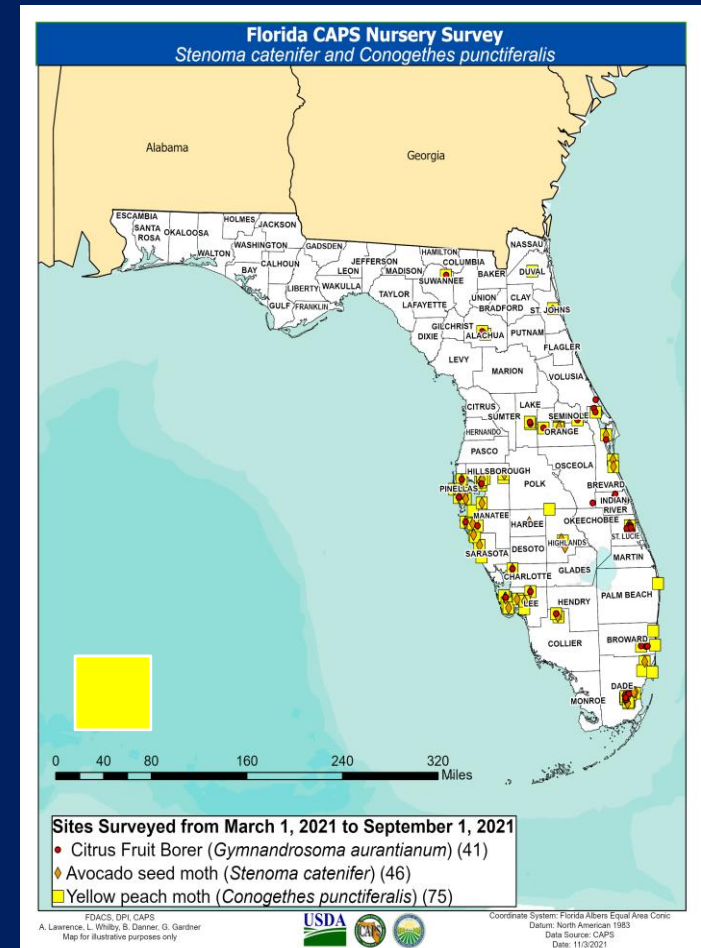 Florida CAPS Nursery Survey
Stenoma catenifer and Conogethes punctiferalis
Alabama
Georgia
ESCAMBIA
SANTA ROSA
OKALOOSA
HOLMES
JACKSON
WALTON
WASHINGTON
BAY
CALHOUN
GULF
LIBERTY
FRANKLIN
GADSDEN
LEON
WAKULLA
JEFFERSON
MADISON
TAYLOR
HAMILTON
SUWANNEE
LAFAYETTE
COLUMBIA
BAKER
NASSAU
DUVAL
UNION
BRADFORD
CLAY
ST. JOHNS
GILCHRIST
DIXIE
ALACHUA
PUTNAM
FLAGLER
LEVY
MARION
VOLUSIA
CITRUS
SUMTER
LAKE
SEMINOLE
HERNANDO
ORANGE
PASCO
OSCEOLA
HILLSBOROUGH
PINELLAS
POLK
BREVARD
INDIAN RIVER
MANATEE
HARDEE
OKEECHOBEE
ST. LUCIE
HIGHLANDS
SARASOTA
DESOTO
MARTIN
CHARLOTTE
GLADES
LEE
HENDRY
PALM BEACH
COLLIER
BROWARD
MONROE
DADE
0 40 80 160 240 320
Miles
Sites Surveyed from March 1, 2021 to September 1, 2021
Citrus Fruit Borer (Gymnandrosoma aurantianum) (41)
Avocado seed moth (Stenoma catenifer) (46)
Yellow peach moth (Conogethes punctiferalis) (75)
FDACS, DPI, CAPS
A. Lawrence, L. Whilby, B. Danner, G. Gardner
Map for illustrative purposes only
USDA
CAPS
Coordinate System: Florida Albers Equal Area Conic
Datum: North American 1983
Data Source: CAPS
Date: 11/3/2021